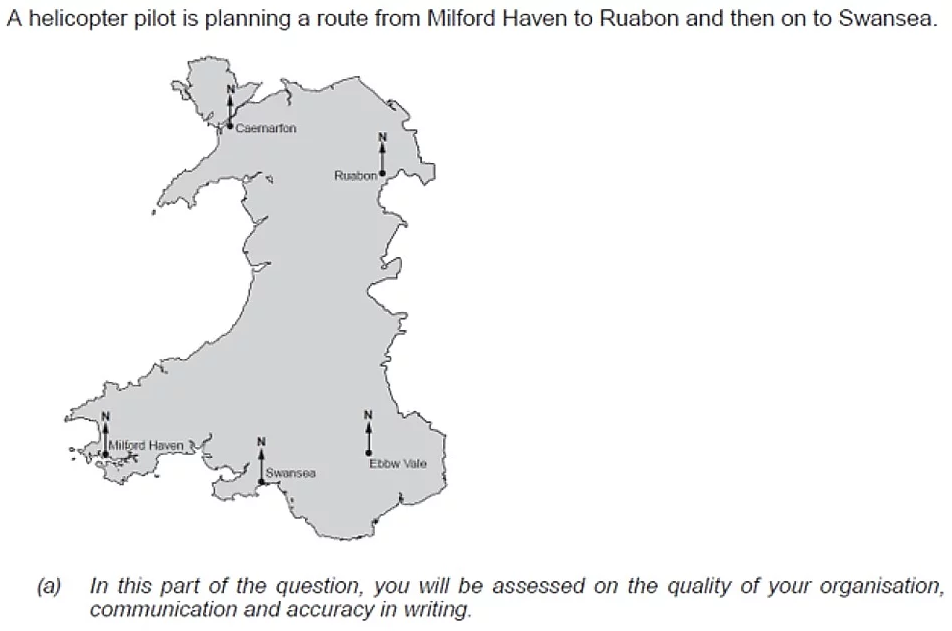 A helicopter pilot is planning a route from Milford Haven to Ruabon and then on to Swansea.
N
Caernarfon
N
Ruabon
N
Milford Haven
N
Swansea
N
Ebbw Vale
(a) In this part of the question, you will be assessed on the quality of your organisation,
communication and accuracy in writing.